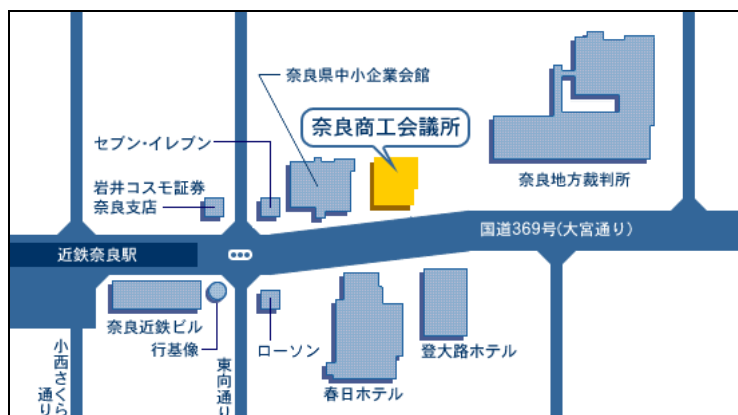 奈良県中小企業会館
奈良商工会議所
セブン・イレブン
岩井コスモ証券
奈良支店
奈良地方裁判所
国道369号(大宮通り)
近鉄奈良駅
奈良近鉄ビル
行基像
ローソン
春日ホテル
登大路ホテル
小西さくら
通り
東向通り